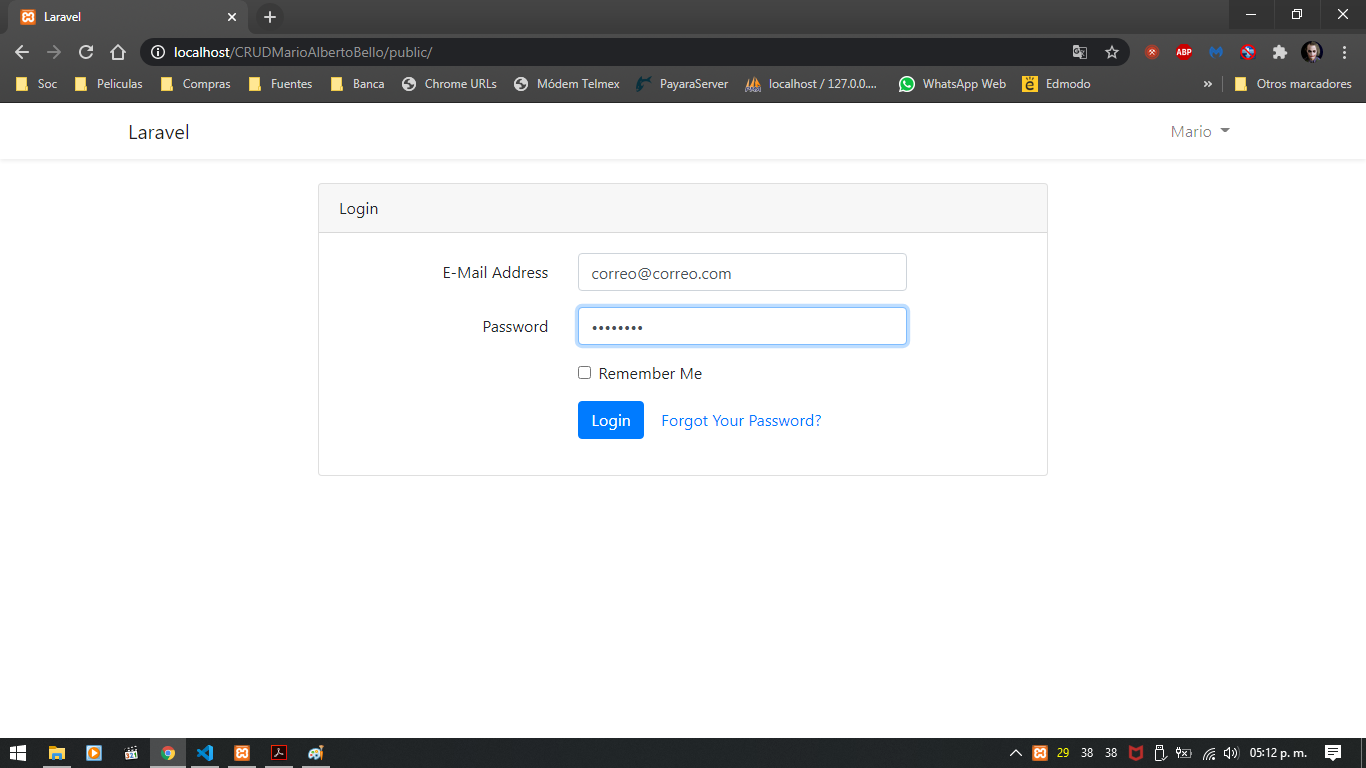 Laravel
localhost/CRUDMarioAlbertoBello/public/
ABP
Soc Peliculas Compras Fuentes Banca Chrome URLs Módem Telmex PayaraServer localhost / 127.0.0.... WhatsApp Web Edmodo » Otros marcadores
Laravel Mario
Login
E-Mail Address correo@correo.com
Password ••••••••
Remember Me
Login Forgot Your Password?
29 38 38 05:12 p. m.